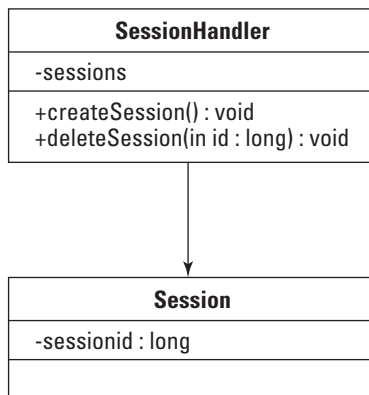 SessionHandler
-sessions
+createSession() : void
+deleteSession(in id : long) : void
Session
-sessionid : long